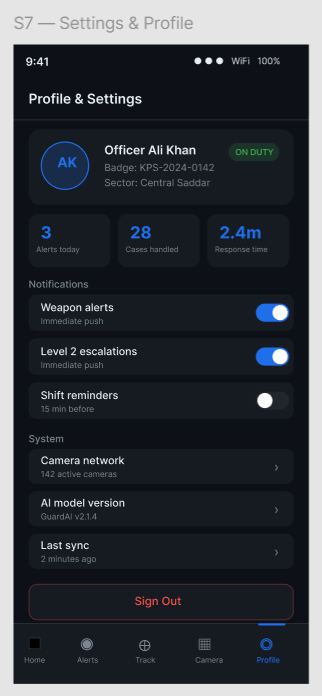 S7 — Settings & Profile
9:41
WiFi 100%
Profile & Settings
AK
Officer Ali Khan
ON DUTY
Badge: KPS-2024-0142
Sector: Central Saddar
3
Alerts today
28
Cases handled
2.4m
Response time
Notifications
Weapon alerts
Immediate push
Level 2 escalations
Immediate push
Shift reminders
15 min before
System
Camera network
142 active cameras
AI model version
GuardAI v2.1.4
Last sync
2 minutes ago
Sign Out
Home
Alerts
Track
Camera
Profile